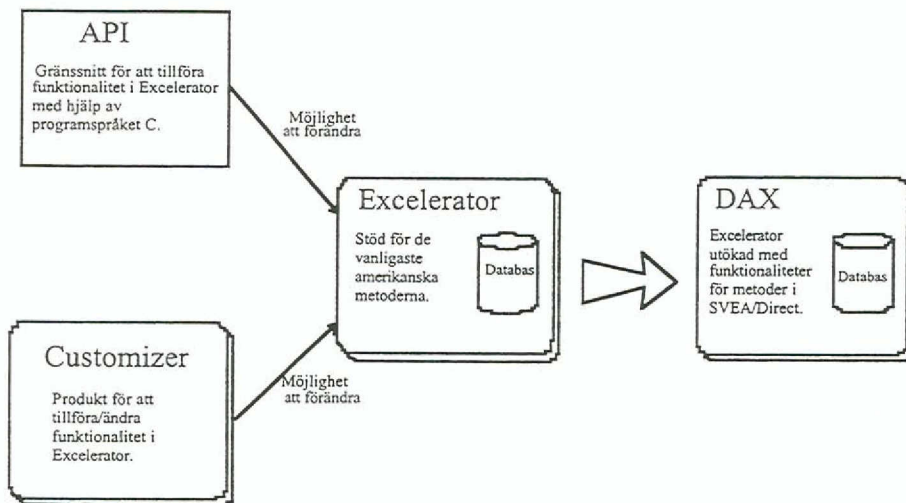 API
Gränssnitt för att tillföra
funktionalitet i Excelerator
med hjälp av
programspråket C.
Möjlighet
att förändra
Excelerator
Stöd för de
vanligaste
amerikanska
metoderna.
Databas
DAX
Excelerator
utökad med
funktionaliteter
för metoder i
SVEA/Direct.
Databas
Customizer
Produkt för att
tillföra/ändra
funktionalitet i
Excelerator.
Möjlighet
att förändra